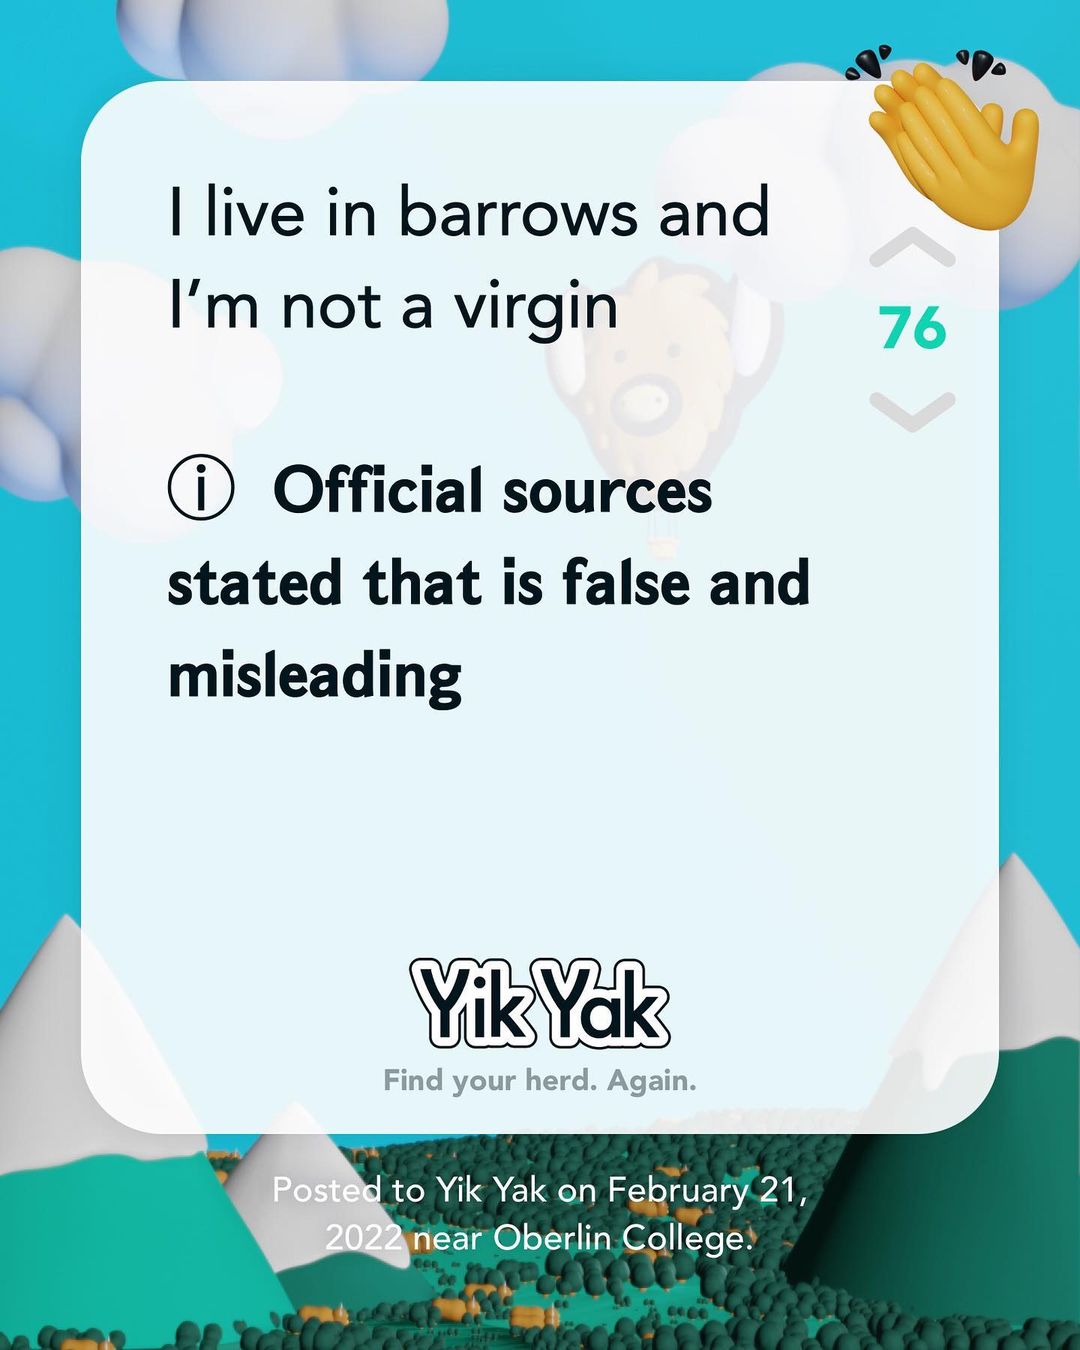 I live in barrows and
I'm not a virgin
76
ⓘ Official sources
stated that is false and
misleading
Yik Yak
Find your herd. Again.
Posted to Yik Yak on February 21,
2022 near Oberlin College.